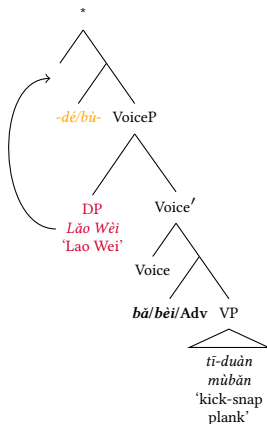 *
-dé/bù- VoiceP
DP Voice′
Lǎo Wèi
‘Lao Wei’
Voice
bǎ/bèi/Adv VP
tī-duàn
mùbǎn
‘kick-snap
plank’